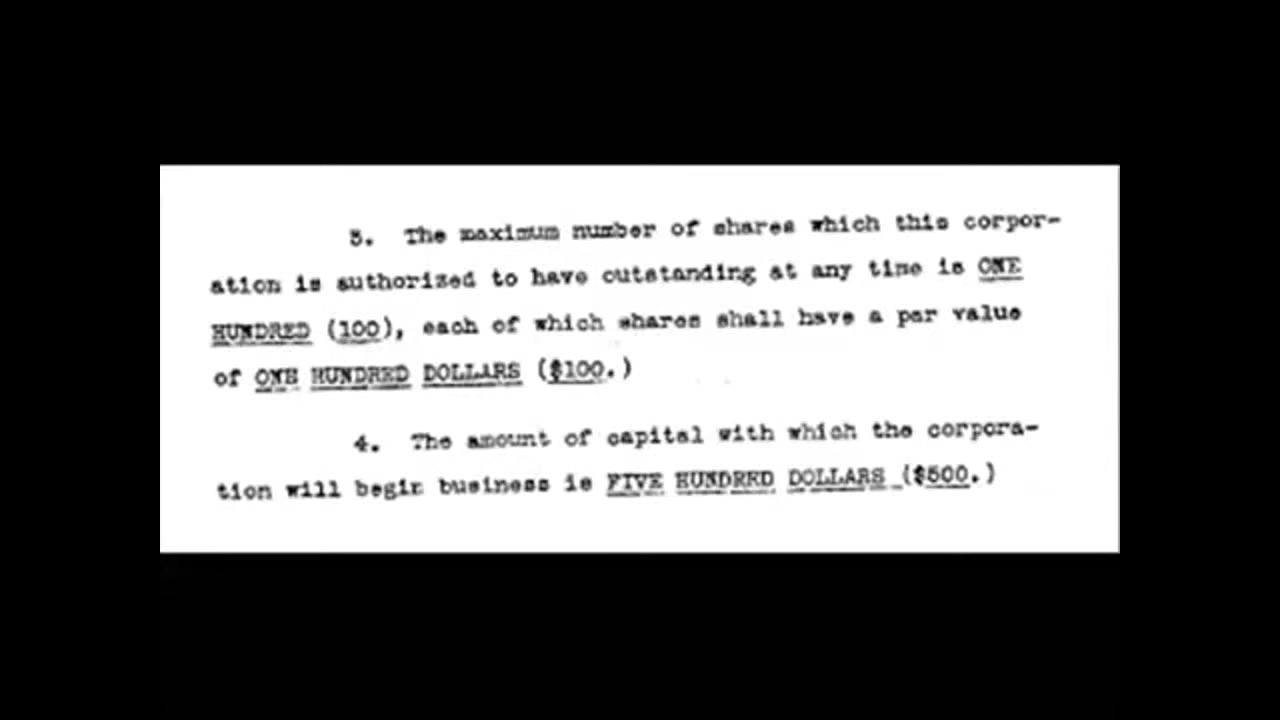 3. The maximum number of shares which this corpor-
ation is authorized to have outstanding at any time is ONE
HUNDRED (100), each of which shares shall have a par value
of ONE HUNDRED DOLLARS ($100.)
4. The amount of capital with which the corpora-
tion will begin business is FIVE HUNDRED DOLLARS ($500.)